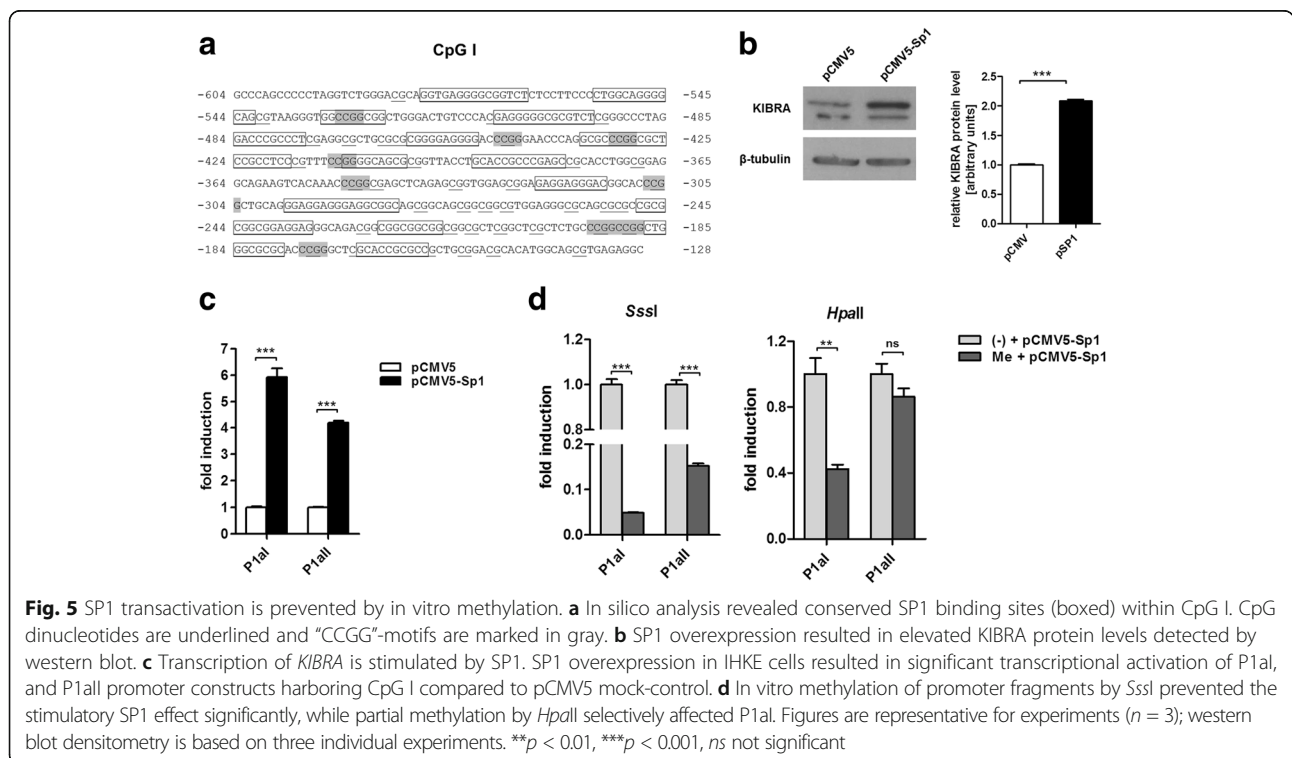 a
CpG I
-604 GCCCAGCCCCCTAGGTCTGGGACGCAGGTGAGGGGCGGTCTCTCCTTCCCCTGGCAGGGG -545
-544 CAGCGTAAGGGTGGCCGGCGGCTGGGACTGTCCCACGAGGGGGCGCGTCTCGGGCCCTAG -485
-484 GACCCGCCCTCGAGGCGCTGCGCGCGGGGAGGGGACCCGGGAACCCAGGCGCCGGCGCT -425
-424 CCGCCTCCCGTTTCCGGGGCAGCGCGGTTACCTGCACCGCCCGAGCCGCACCTGGCGGAG -365
-364 GCAGAAGTCACAAACCCGGCGAGCTCAGAGCGGTGGAGCGGAGAGGAGGGACGGCACCCG -305
-304 GCTGCAGGGAGGAGGGAGGCGGCAGCGGCAGCGGCGGCGTGGAGGGCGCAGCGCGCCGCG -245
-244 CGGCGGAGGAGGGCAGACGGCGGCGGCGGCGGCGCTCGGCTCGCTCTGCCCGGCCGGCTG -185
-184 GGCGCGCACCCGGGCTCGCACCGCGCCGCTGCGGACGCACATGGCAGCGTGAGAGGC -128
b
pCMV5
pCMV5-Sp1
KIBRA
β-tubulin
relative KIBRA protein level
[arbitrary units]
2.5
2.0
1.5
1.0
0.5
0.0
***
pCMV
pSP1
c
fold induction
7
6
5
4
3
2
1
0
***
***
P1aI
P1aII
pCMV5
pCMV5-Sp1
d
SssI
fold induction
1.2
1.0
0.8
0.2
0.1
0.0
***
***
P1aI
P1aII
HpaII
fold induction
1.2
1.0
0.8
0.4
0.0
**
ns
P1aI
P1aII
(-) + pCMV5-Sp1
Me + pCMV5-Sp1
Fig. 5 SP1 transactivation is prevented by in vitro methylation. a In silico analysis revealed conserved SP1 binding sites (boxed) within CpG I. CpG
dinucleotides are underlined and "CCGG"-motifs are marked in gray. b SP1 overexpression resulted in elevated KIBRA protein levels detected by
western blot. c Transcription of KIBRA is stimulated by SP1. SP1 overexpression in IHKE cells resulted in significant transcriptional activation of P1aI,
and P1aII promoter constructs harboring CpG I compared to pCMV5 mock-control. d In vitro methylation of promoter fragments by SssI prevented the
stimulatory SP1 effect significantly, while partial methylation by HpaII selectively affected P1aI. Figures are representative for experiments (n = 3); western
blot densitometry is based on three individual experiments. **p < 0.01, ***p < 0.001, ns not significant